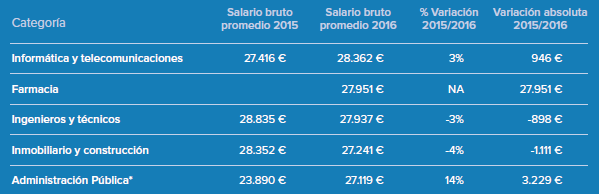 Categoría Salario bruto promedio 2015 Salario bruto promedio 2016 % Variación 2015/2016 Variación absoluta 2015/2016
Informática y telecomunicaciones 27.416 € 28.362 € 3% 946 €
Farmacia 27.951 € NA 27.951 €
Ingenieros y técnicos 28.835 € 27.937 € -3% -898 €
Inmobiliario y construcción 28.352 € 27.241 € -4% -1.111 €
Administración Pública* 23.890 € 27.119 € 14% 3.229 €